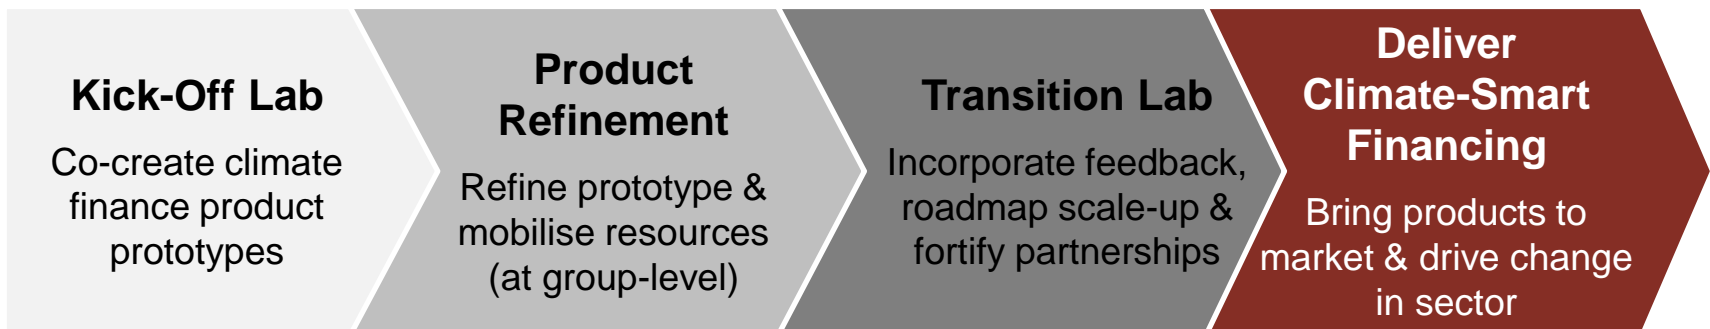 Kick-Off Lab
Co-create climate
finance product
prototypes
Product
Refinement
Refine prototype &
mobilise resources
(at group-level)
Transition Lab
Incorporate feedback,
roadmap scale-up &
fortify partnerships
Deliver
Climate-Smart
Financing
Bring products to
market & drive change
in sector